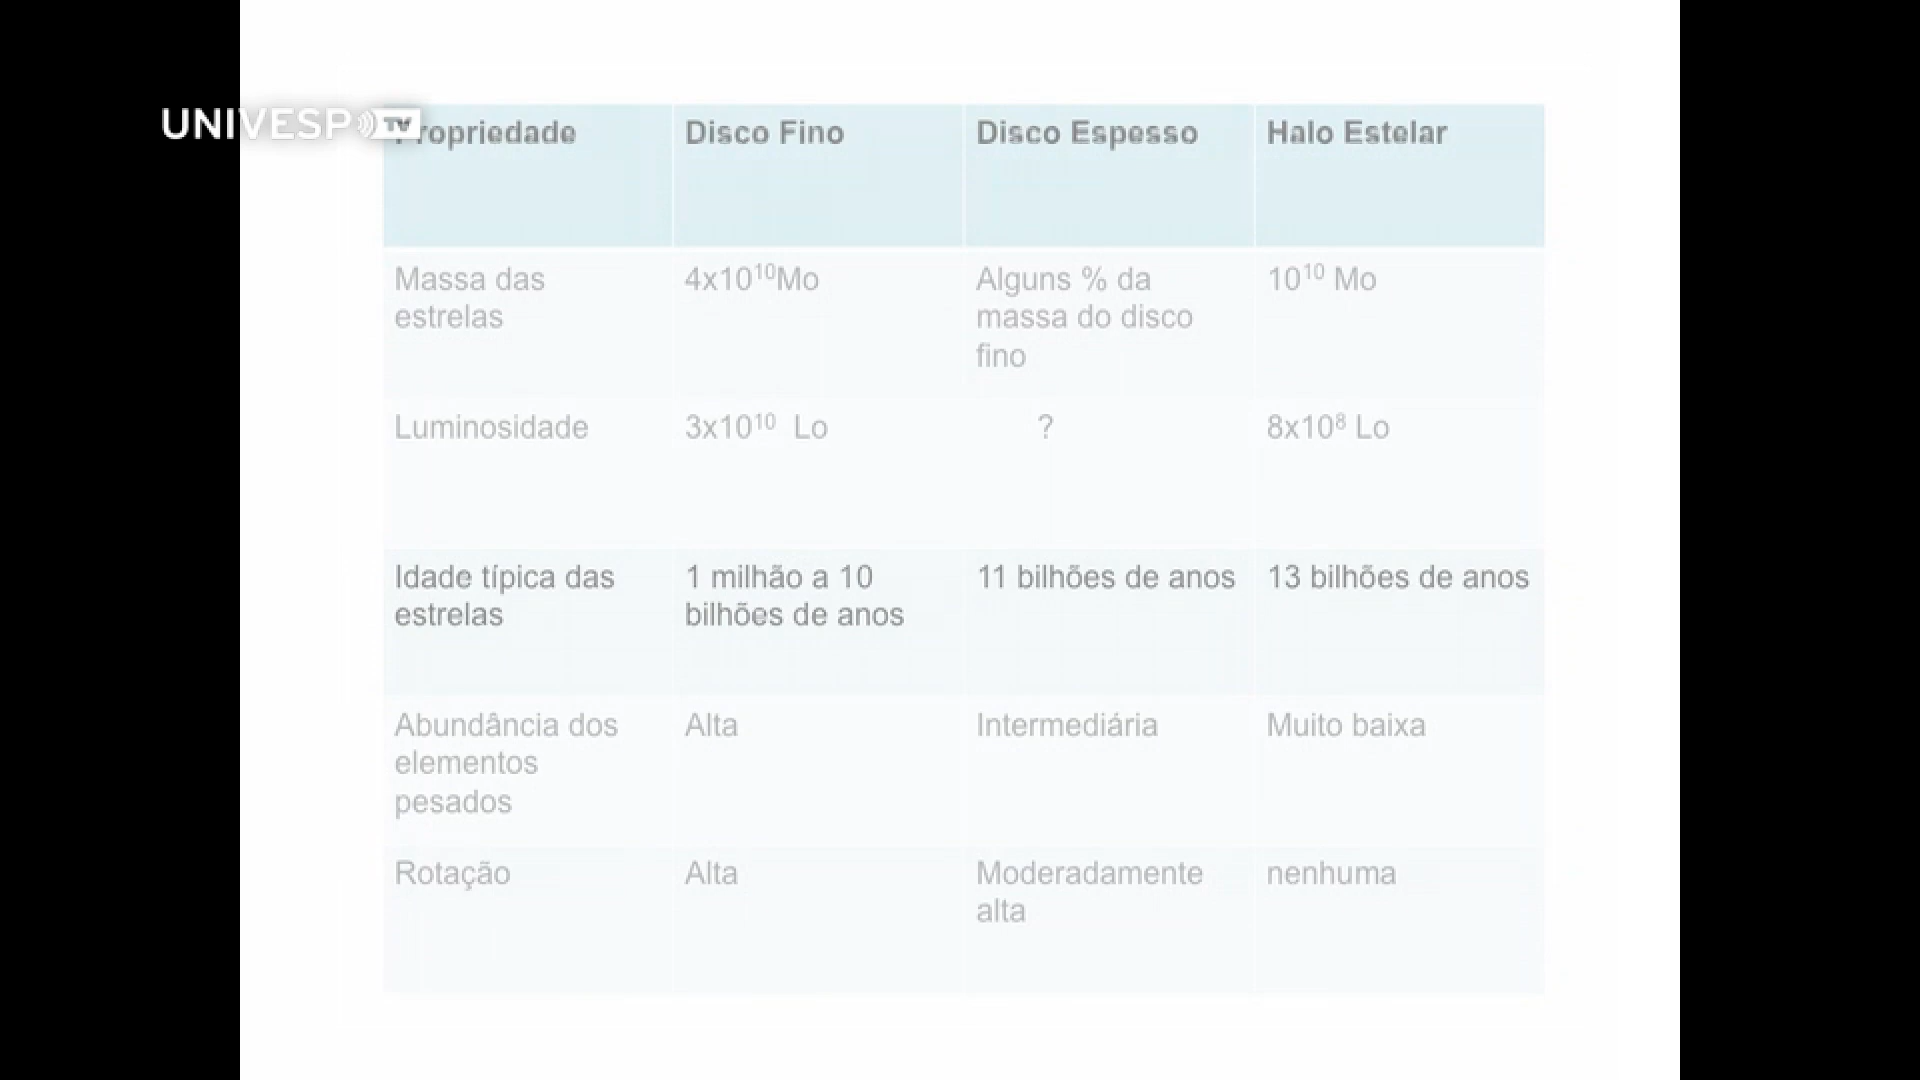 UNIVESP TV
Propriedade Disco Fino Disco Espesso Halo Estelar
Massa das estrelas 4x10¹⁰Mo Alguns % da massa do disco fino 10¹⁰ Mo
Luminosidade 3x10¹⁰ Lo ? 8x10⁸ Lo
Idade típica das estrelas 1 milhão a 10 bilhões de anos 11 bilhões de anos 13 bilhões de anos
Abundância dos elementos pesados Alta Intermediária Muito baixa
Rotação Alta Moderadamente alta nenhuma